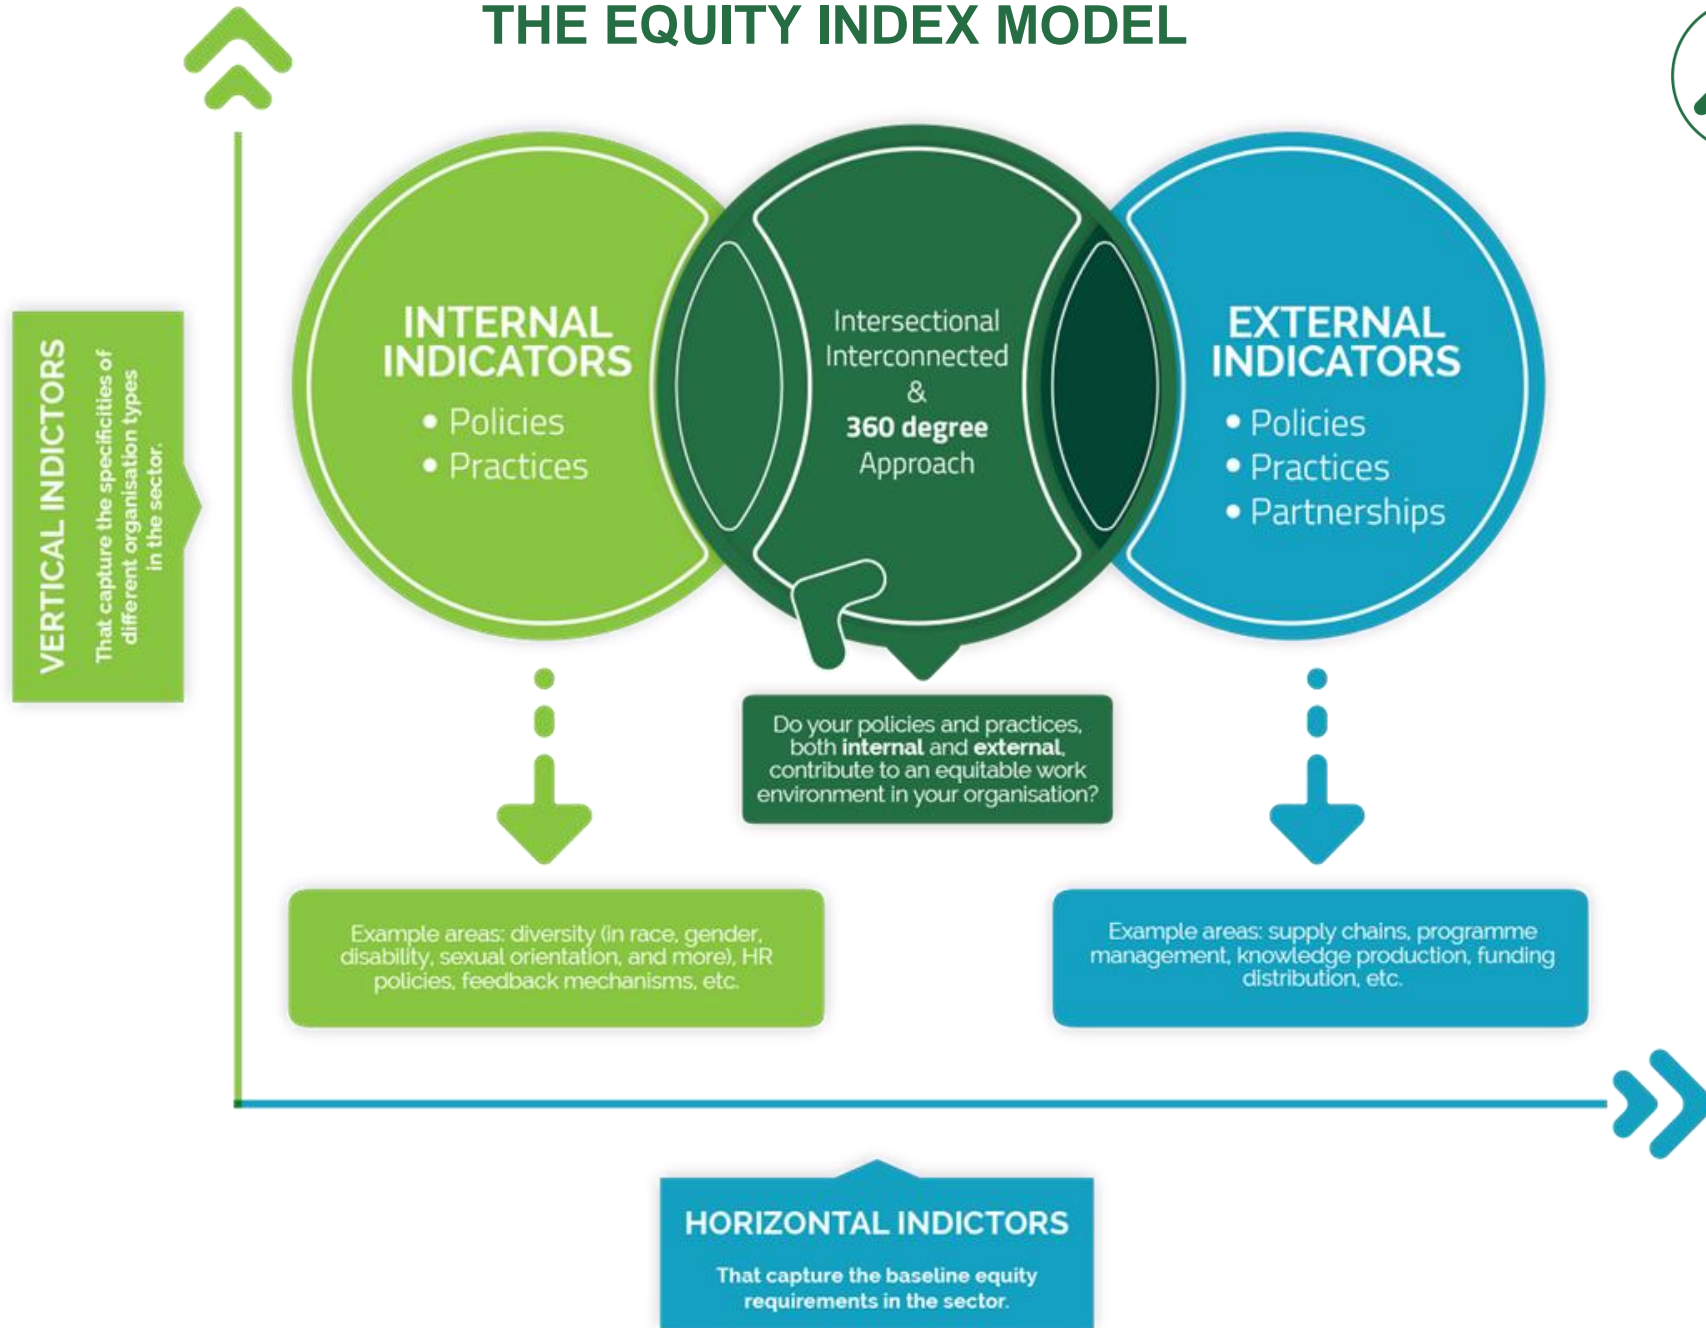 THE EQUITY INDEX MODEL
VERTICAL INDICTORS
That capture the specificities of
different organisation types
in the sector.
INTERNAL
INDICATORS
• Policies
• Practices
Intersectional
Interconnected
&
360 degree
Approach
EXTERNAL
INDICATORS
• Policies
• Practices
• Partnerships
Do your policies and practices,
both internal and external,
contribute to an equitable work
environment in your organisation?
Example areas: diversity (in race, gender,
disability, sexual orientation, and more), HR
policies, feedback mechanisms, etc.
Example areas: supply chains, programme
management, knowledge production, funding
distribution, etc.
HORIZONTAL INDICTORS
That capture the baseline equity
requirements in the sector.